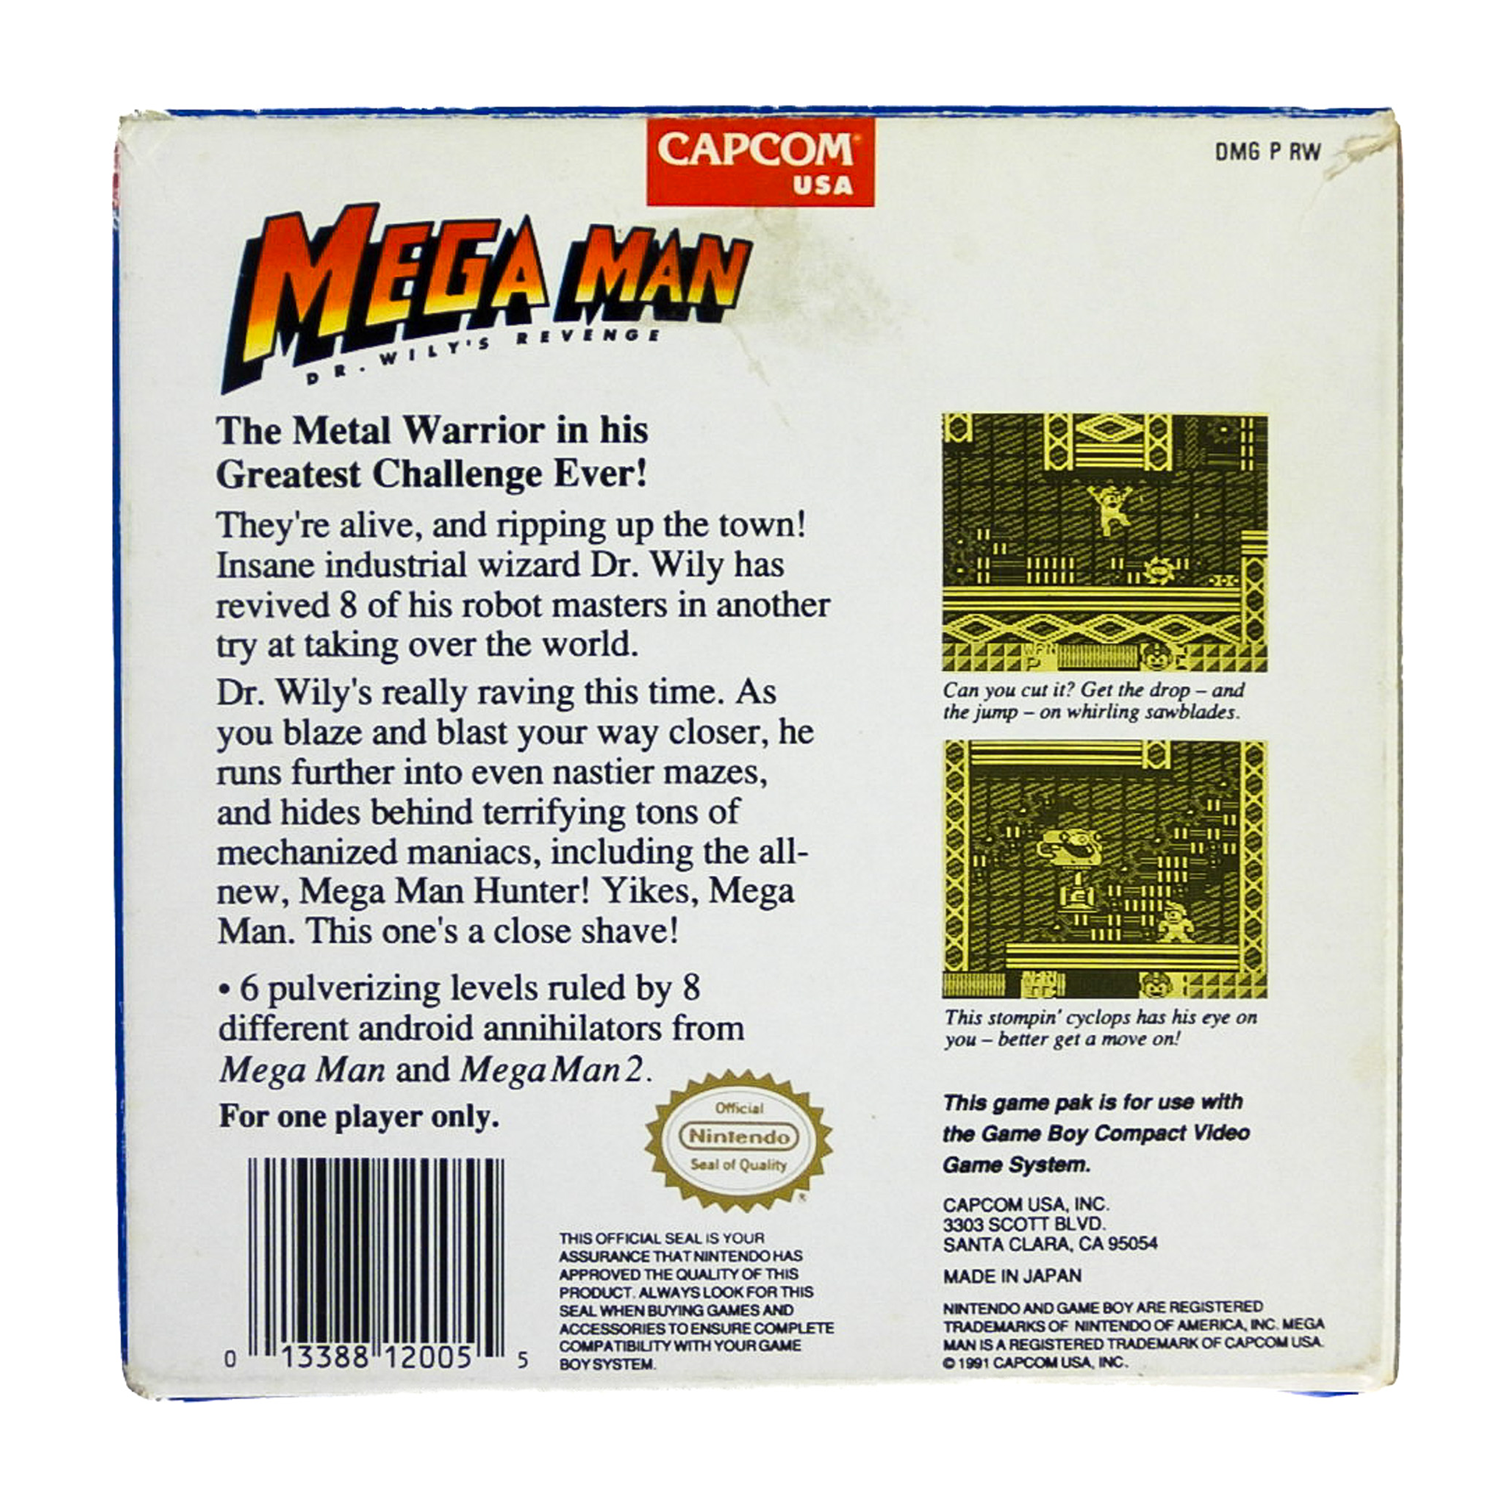 CAPCOM
USA
DMG P RW
MEGA MAN
DR. WILY'S REVENGE
The Metal Warrior in his
Greatest Challenge Ever!
They're alive, and ripping up the town!
Insane industrial wizard Dr. Wily has
revived 8 of his robot masters in another
try at taking over the world.
Dr. Wily's really raving this time. As
you blaze and blast your way closer, he
runs further into even nastier mazes,
and hides behind terrifying tons of
mechanized maniacs, including the all-
new, Mega Man Hunter! Yikes, Mega
Man. This one's a close shave!
• 6 pulverizing levels ruled by 8
different android annihilators from
Mega Man and Mega Man 2.
For one player only.
0 13388 12005 5
Official
Nintendo
Seal of Quality
®
THIS OFFICIAL SEAL IS YOUR
ASSURANCE THAT NINTENDO HAS
APPROVED THE QUALITY OF THIS
PRODUCT. ALWAYS LOOK FOR THIS
SEAL WHEN BUYING GAMES AND
ACCESSORIES TO ENSURE COMPLETE
COMPATIBILITY WITH YOUR GAME
BOY SYSTEM.
WPN
P
Can you cut it? Get the drop – and
the jump – on whirling sawblades.
This stompin' cyclops has his eye on
you – better get a move on!
This game pak is for use with
the Game Boy Compact Video
Game System.
CAPCOM USA, INC.
3303 SCOTT BLVD.
SANTA CLARA, CA 95054
MADE IN JAPAN
NINTENDO AND GAME BOY ARE REGISTERED
TRADEMARKS OF NINTENDO OF AMERICA, INC. MEGA
MAN IS A REGISTERED TRADEMARK OF CAPCOM USA.
© 1991 CAPCOM USA, INC.